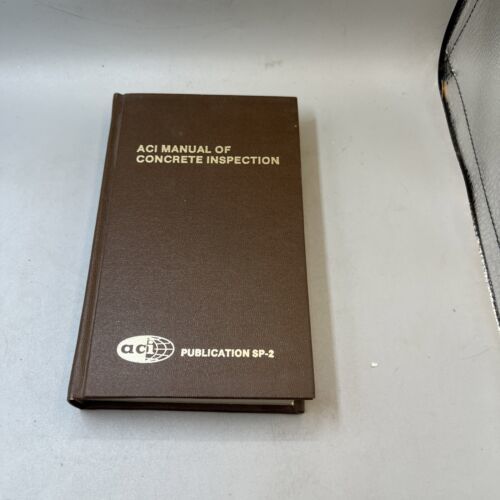 ACI MANUAL OF
CONCRETE INSPECTION
aci
PUBLICATION SP-2